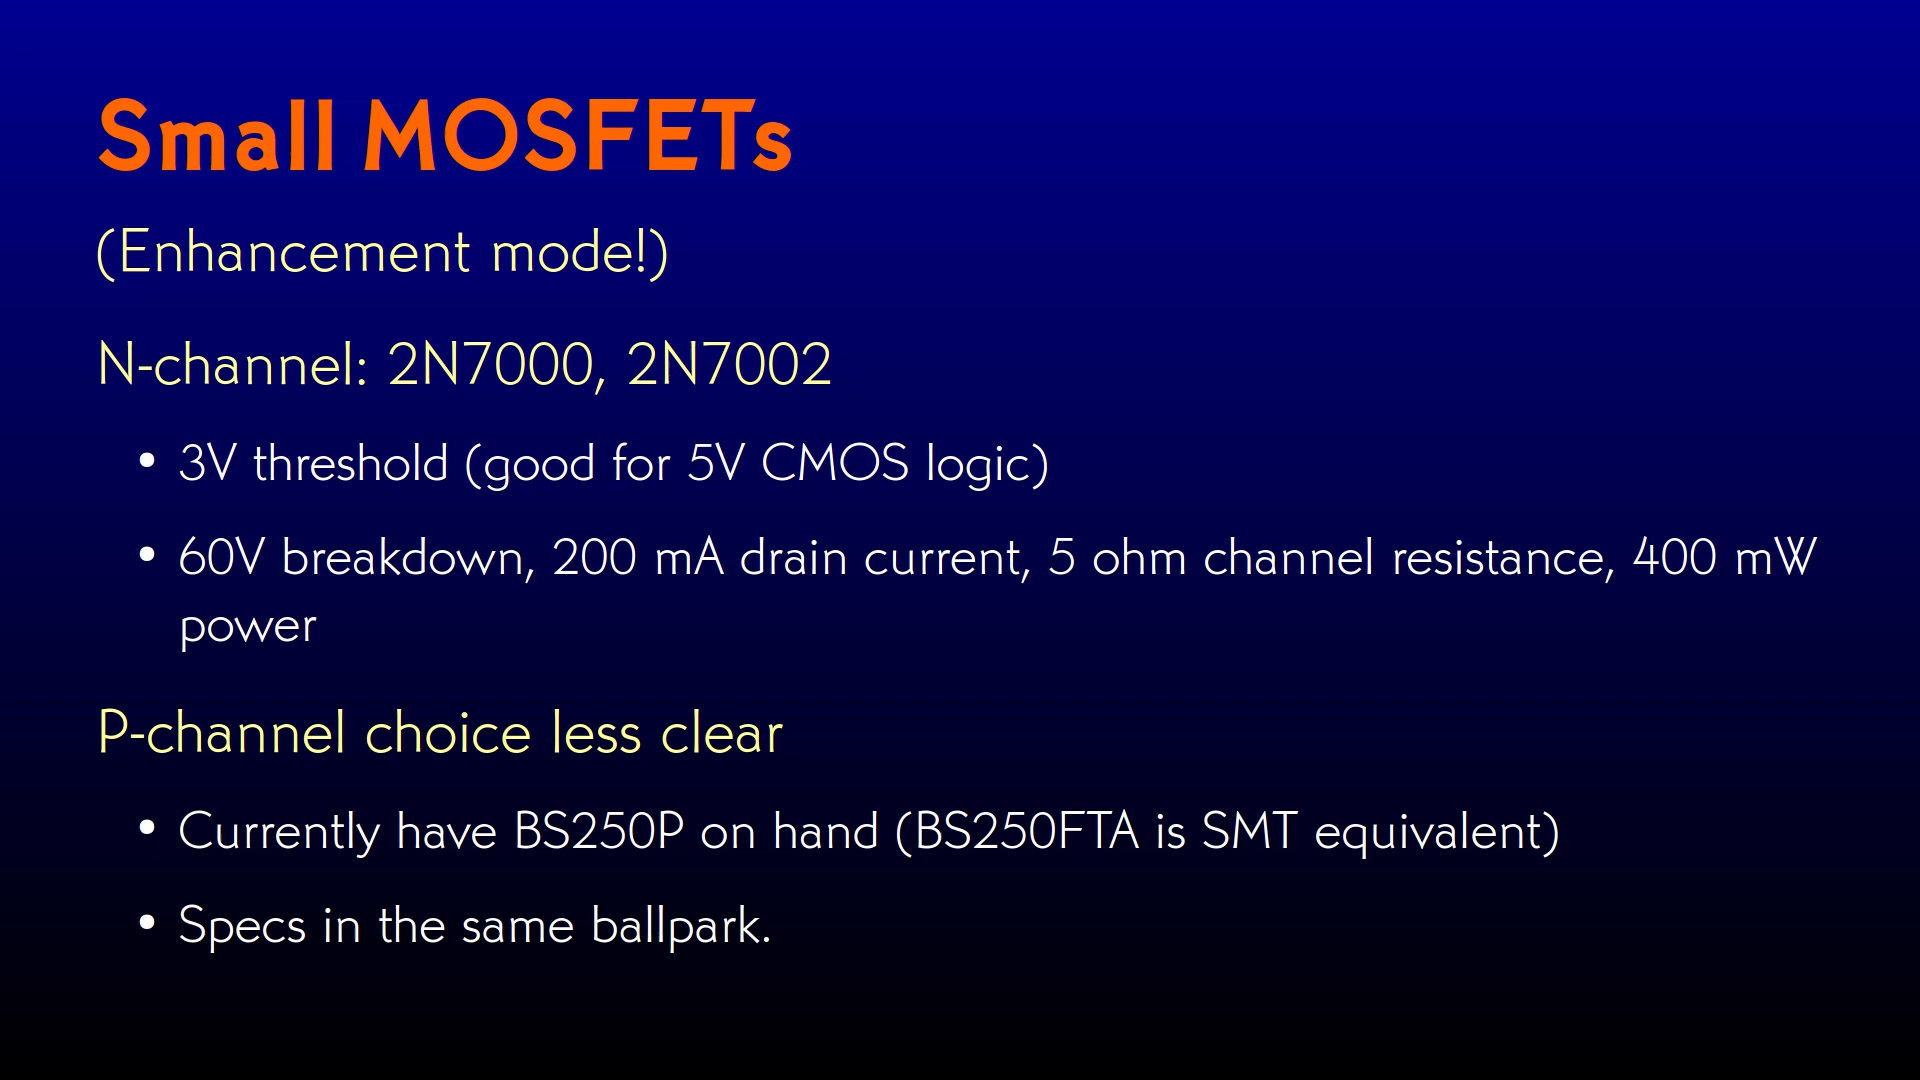 Small MOSFETs
(Enhancement mode!)
N-channel: 2N7000, 2N7002
• 3V threshold (good for 5V CMOS logic)
• 60V breakdown, 200 mA drain current, 5 ohm channel resistance, 400 mW
power
P-channel choice less clear
• Currently have BS250P on hand (BS250FTA is SMT equivalent)
• Specs in the same ballpark.